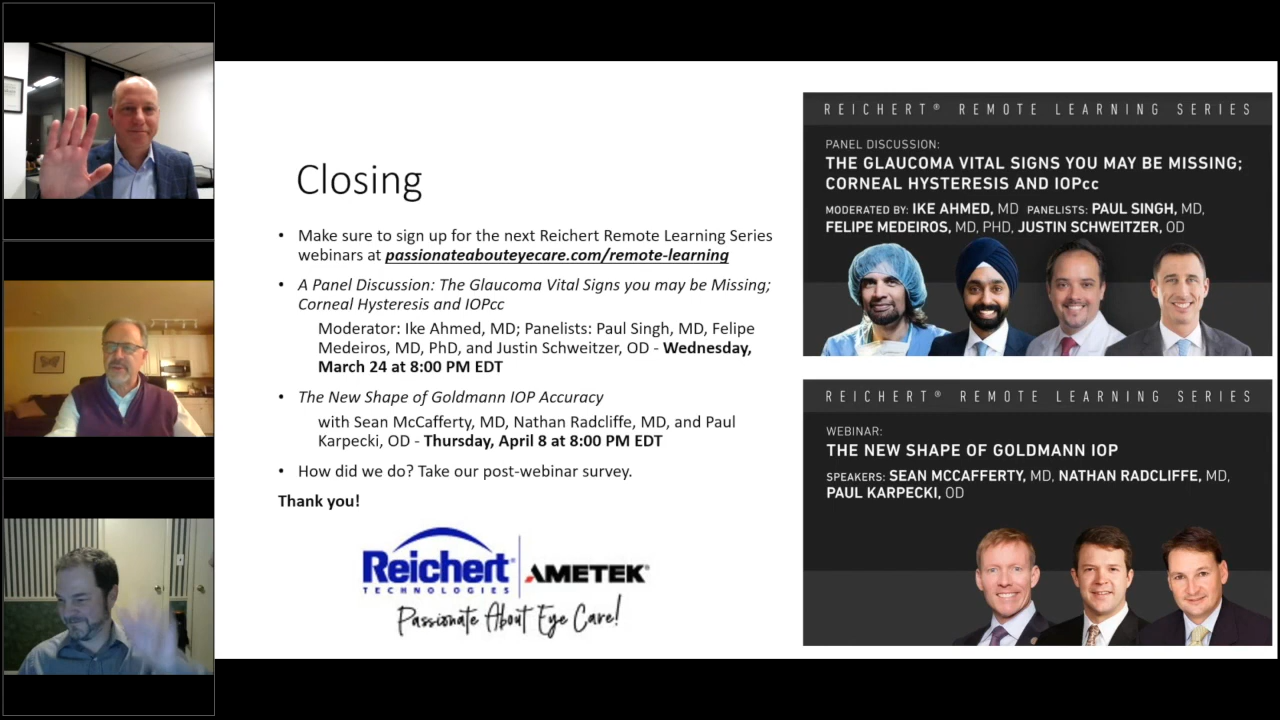 Closing
• Make sure to sign up for the next Reichert Remote Learning Series
webinars at passionateabouteyecare.com/remote-learning
• A Panel Discussion: The Glaucoma Vital Signs you may be Missing;
Corneal Hysteresis and IOPcc
Moderator: Ike Ahmed, MD; Panelists: Paul Singh, MD, Felipe
Medeiros, MD, PhD, and Justin Schweitzer, OD - Wednesday,
March 24 at 8:00 PM EDT
• The New Shape of Goldmann IOP Accuracy
with Sean McCafferty, MD, Nathan Radcliffe, MD, and Paul
Karpecki, OD - Thursday, April 8 at 8:00 PM EDT
• How did we do? Take our post-webinar survey.
Thank you!
Reichert®
TECHNOLOGIES
AMETEK®
Passionate About Eye Care!
REICHERT® REMOTE LEARNING SERIES
PANEL DISCUSSION:
THE GLAUCOMA VITAL SIGNS YOU MAY BE MISSING;
CORNEAL HYSTERESIS AND IOPcc
MODERATED BY: IKE AHMED, MD PANELISTS: PAUL SINGH, MD,
FELIPE MEDEIROS, MD, PHD, JUSTIN SCHWEITZER, OD
REICHERT® REMOTE LEARNING SERIES
WEBINAR:
THE NEW SHAPE OF GOLDMANN IOP
SPEAKERS: SEAN MCCAFFERTY, MD, NATHAN RADCLIFFE, MD,
PAUL KARPECKI, OD